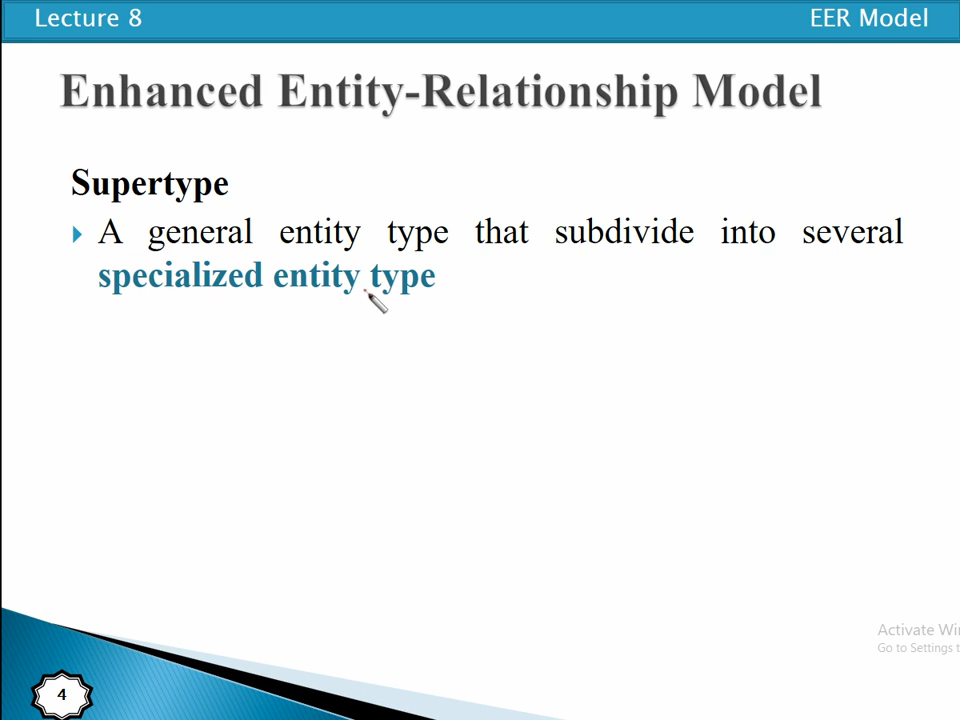 Lecture 8
EER Model
Enhanced Entity-Relationship Model
Supertype
A general entity type that subdivide into several
specialized entity type
Activate Wi
Go to Settings t
4